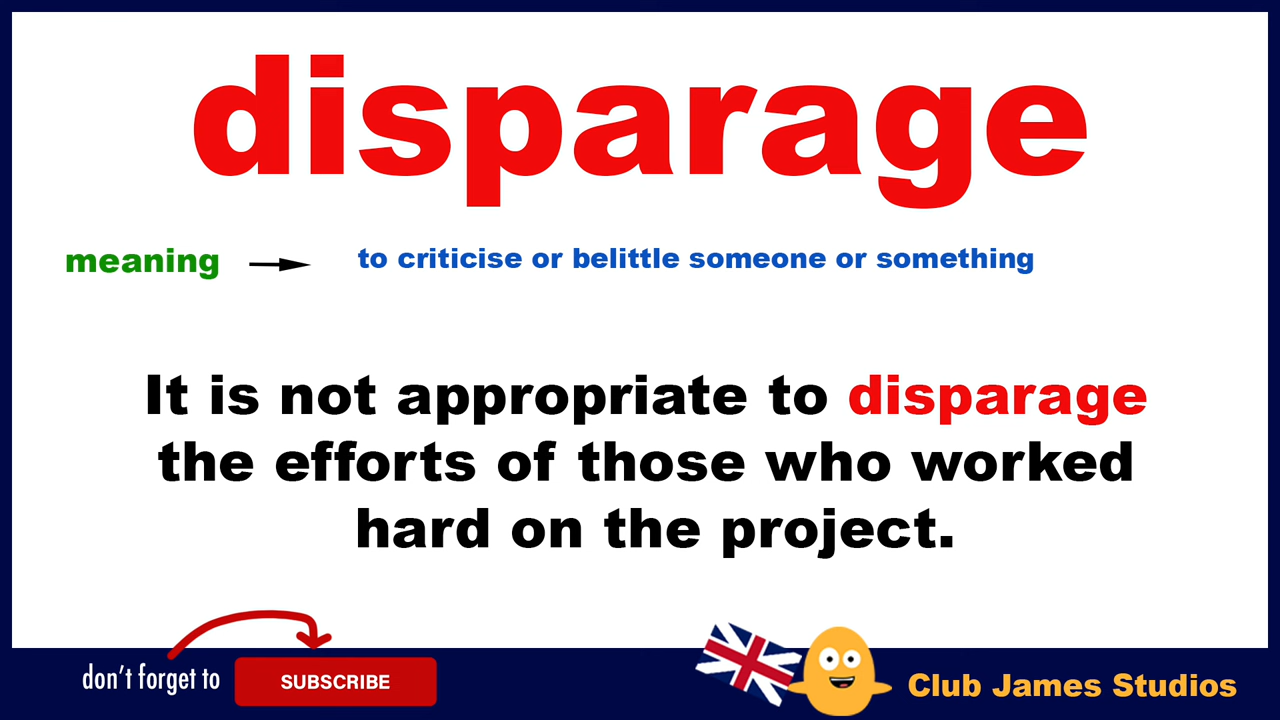 disparage
meaning to criticise or belittle someone or something
It is not appropriate to disparage
the efforts of those who worked
hard on the project.
don't forget to SUBSCRIBE
Club James Studios